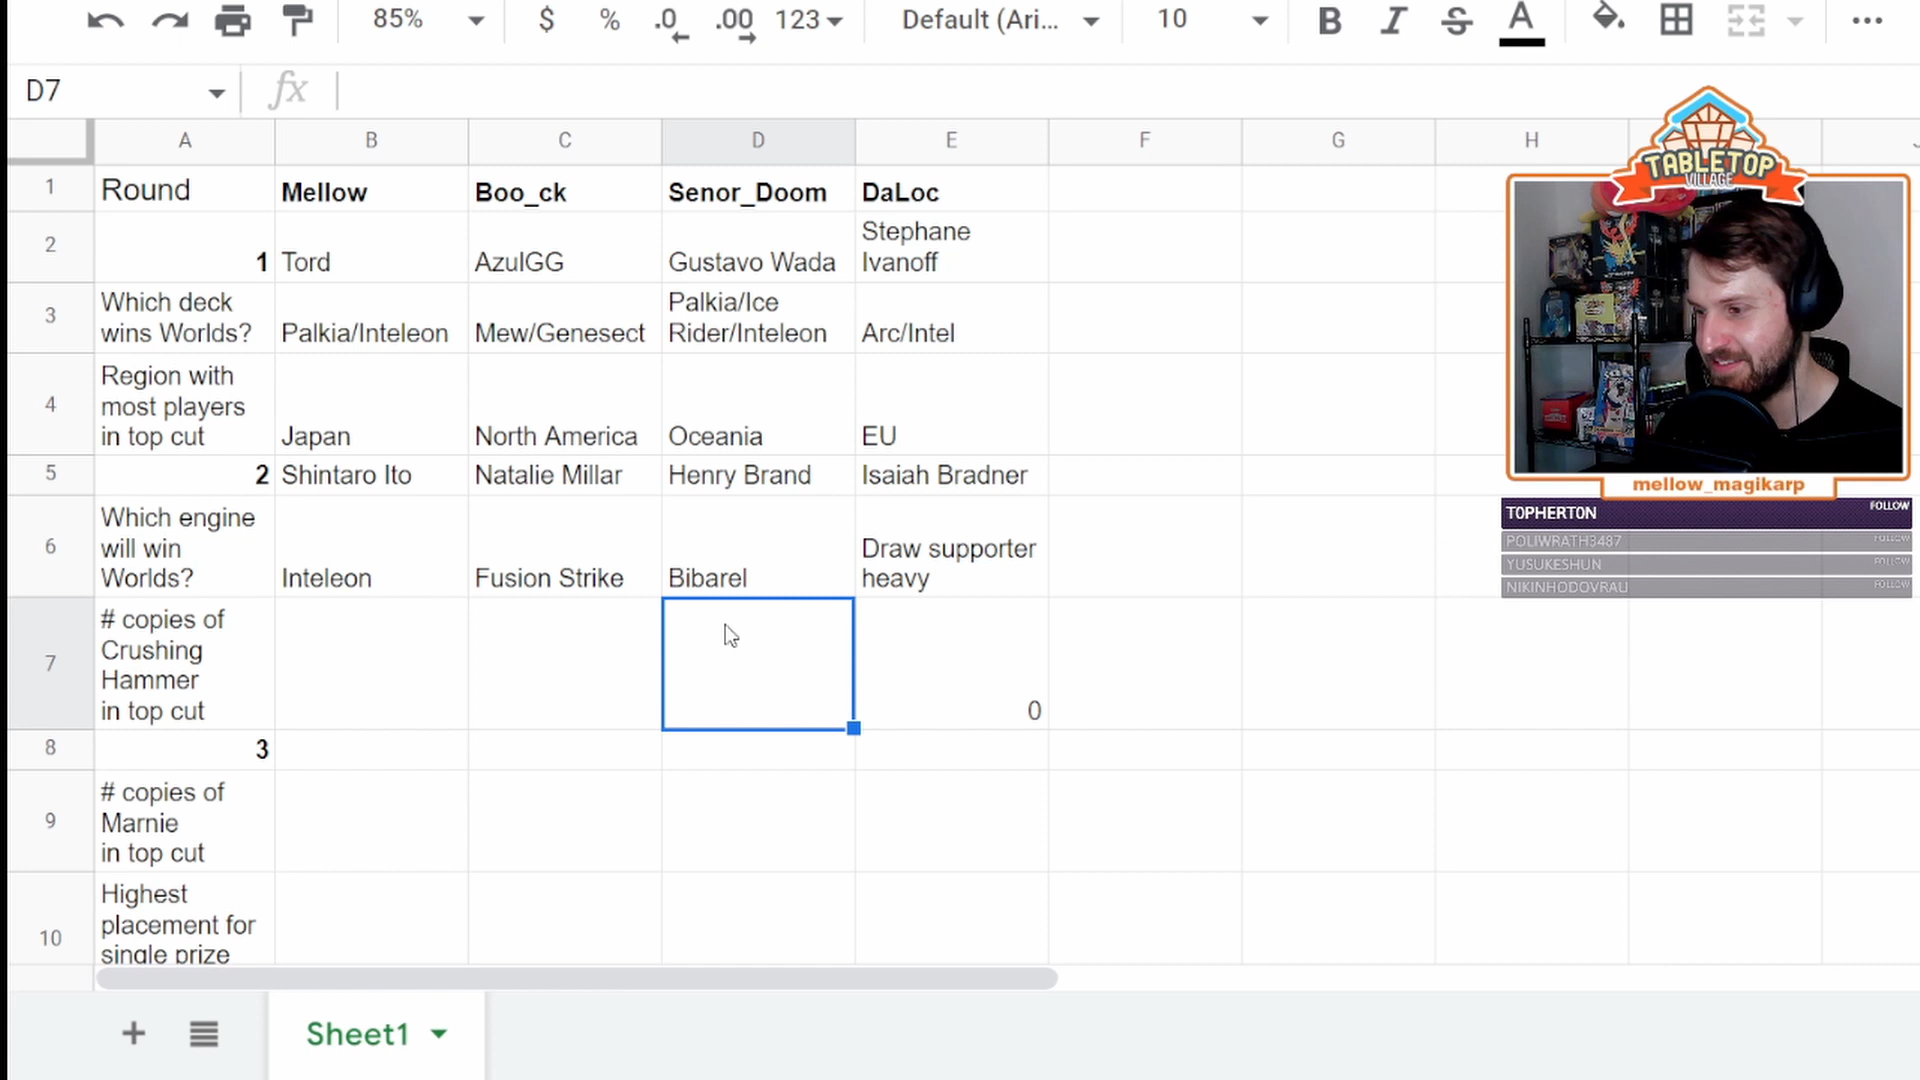 85%
$ % .0 .00 123
Default (Ari...
10
B I S A
D7
fx
A B C D E F G H J
1 Round Mellow Boo_ck Senor_Doom DaLoc
2 1 Tord AzulGG Gustavo Wada Stephane
Ivanoff
3 Which deck
wins Worlds? Palkia/Inteleon Mew/Genesect Palkia/Ice
Rider/Inteleon Arc/Intel
4 Region with
most players
in top cut Japan North America Oceania EU
5 2 Shintaro Ito Natalie Millar Henry Brand Isaiah Bradner
6 Which engine
will win
Worlds? Inteleon Fusion Strike Bibarel Draw supporter
heavy
7 # copies of
Crushing
Hammer
in top cut 0
8 3
9 # copies of
Marnie
in top cut
10 Highest
placement for
single prize
Sheet1
TABLETOP
VILLAGE
mellow_magikarp
T0PHERT0N FOLLOW
POLIWRATH3487 FOLLOW
YUSUKESHUN FOLLOW
NIKINHODOVRAU FOLLOW